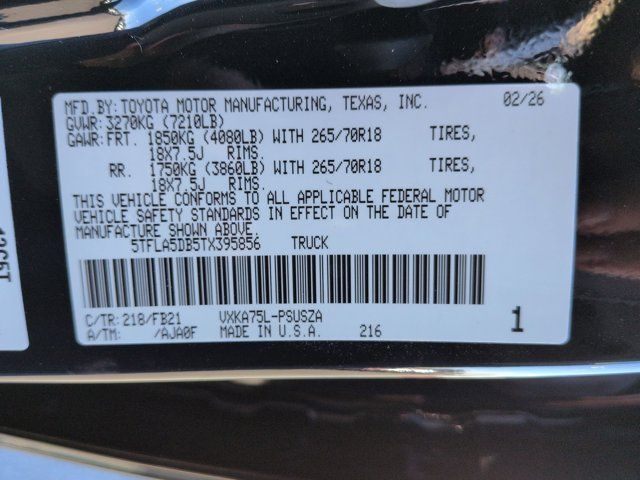 MFD.BY:TOYOTA MOTOR MANUFACTURING, TEXAS, INC. 02/26
GVWR: 3270KG (7210LB)
GAWR:FRT. 1850KG (4080LB) WITH 265/70R18 TIRES,
18X7.5J RIMS.
RR. 1750KG (3860LB) WITH 265/70R18 TIRES,
18X7.5J RIMS.
THIS VEHICLE CONFORMS TO ALL APPLICABLE FEDERAL MOTOR
VEHICLE SAFETY STANDARDS IN EFFECT ON THE DATE OF
MANUFACTURE SHOWN ABOVE.
5TFLA5DB5TX395856 TRUCK
C/TR:218/FB21 VXKA75L-PSUSZA
A/TM: /AJA0F MADE IN U.S.A. 216 1